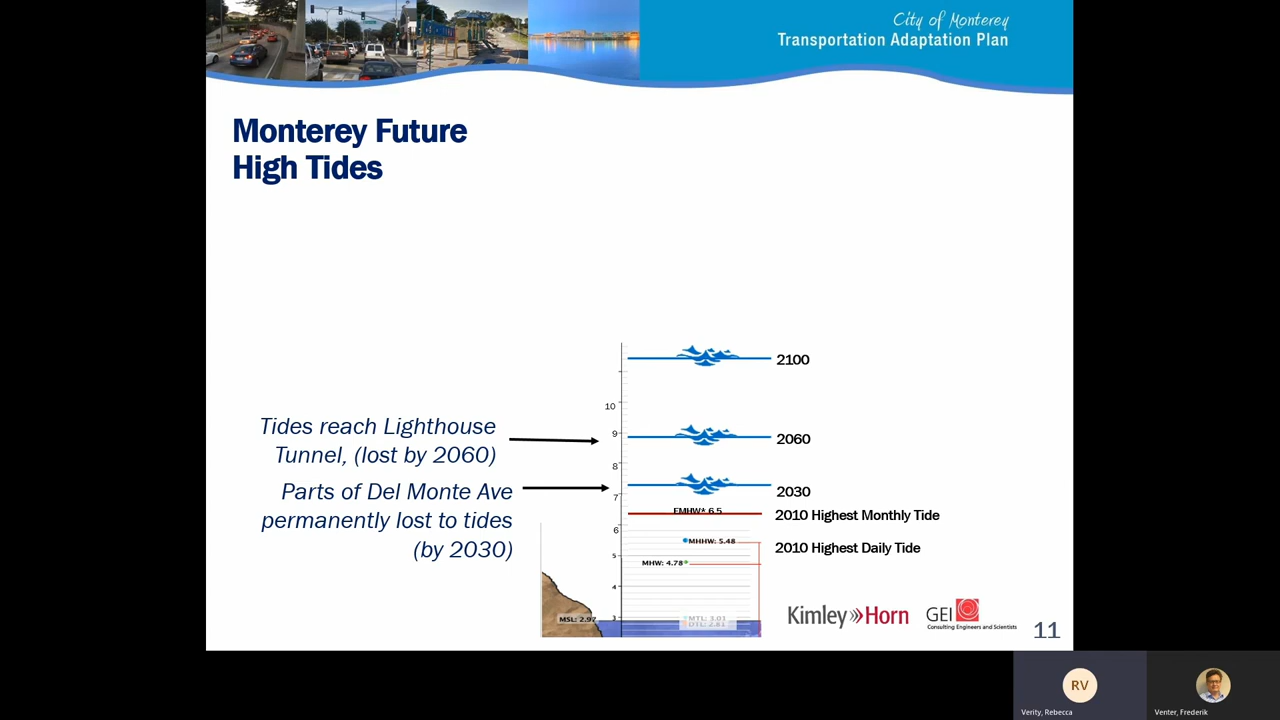 City of Monterey
Transportation Adaptation Plan
Monterey Future
High Tides
2100
10
9
2060
8
2030
7
EMHW* 6.5
2010 Highest Monthly Tide
6
MHHW: 5.48
2010 Highest Daily Tide
5
MHW: 4.78
4
3
MSL: 2.97
MTL: 3.01
DTL: 2.81
Tides reach Lighthouse
Tunnel, (lost by 2060)
Parts of Del Monte Ave
permanently lost to tides
(by 2030)
Kimley»Horn
GEI
Consulting Engineers and Scientists
11
RV
Verity, Rebecca
Venter, Frederik